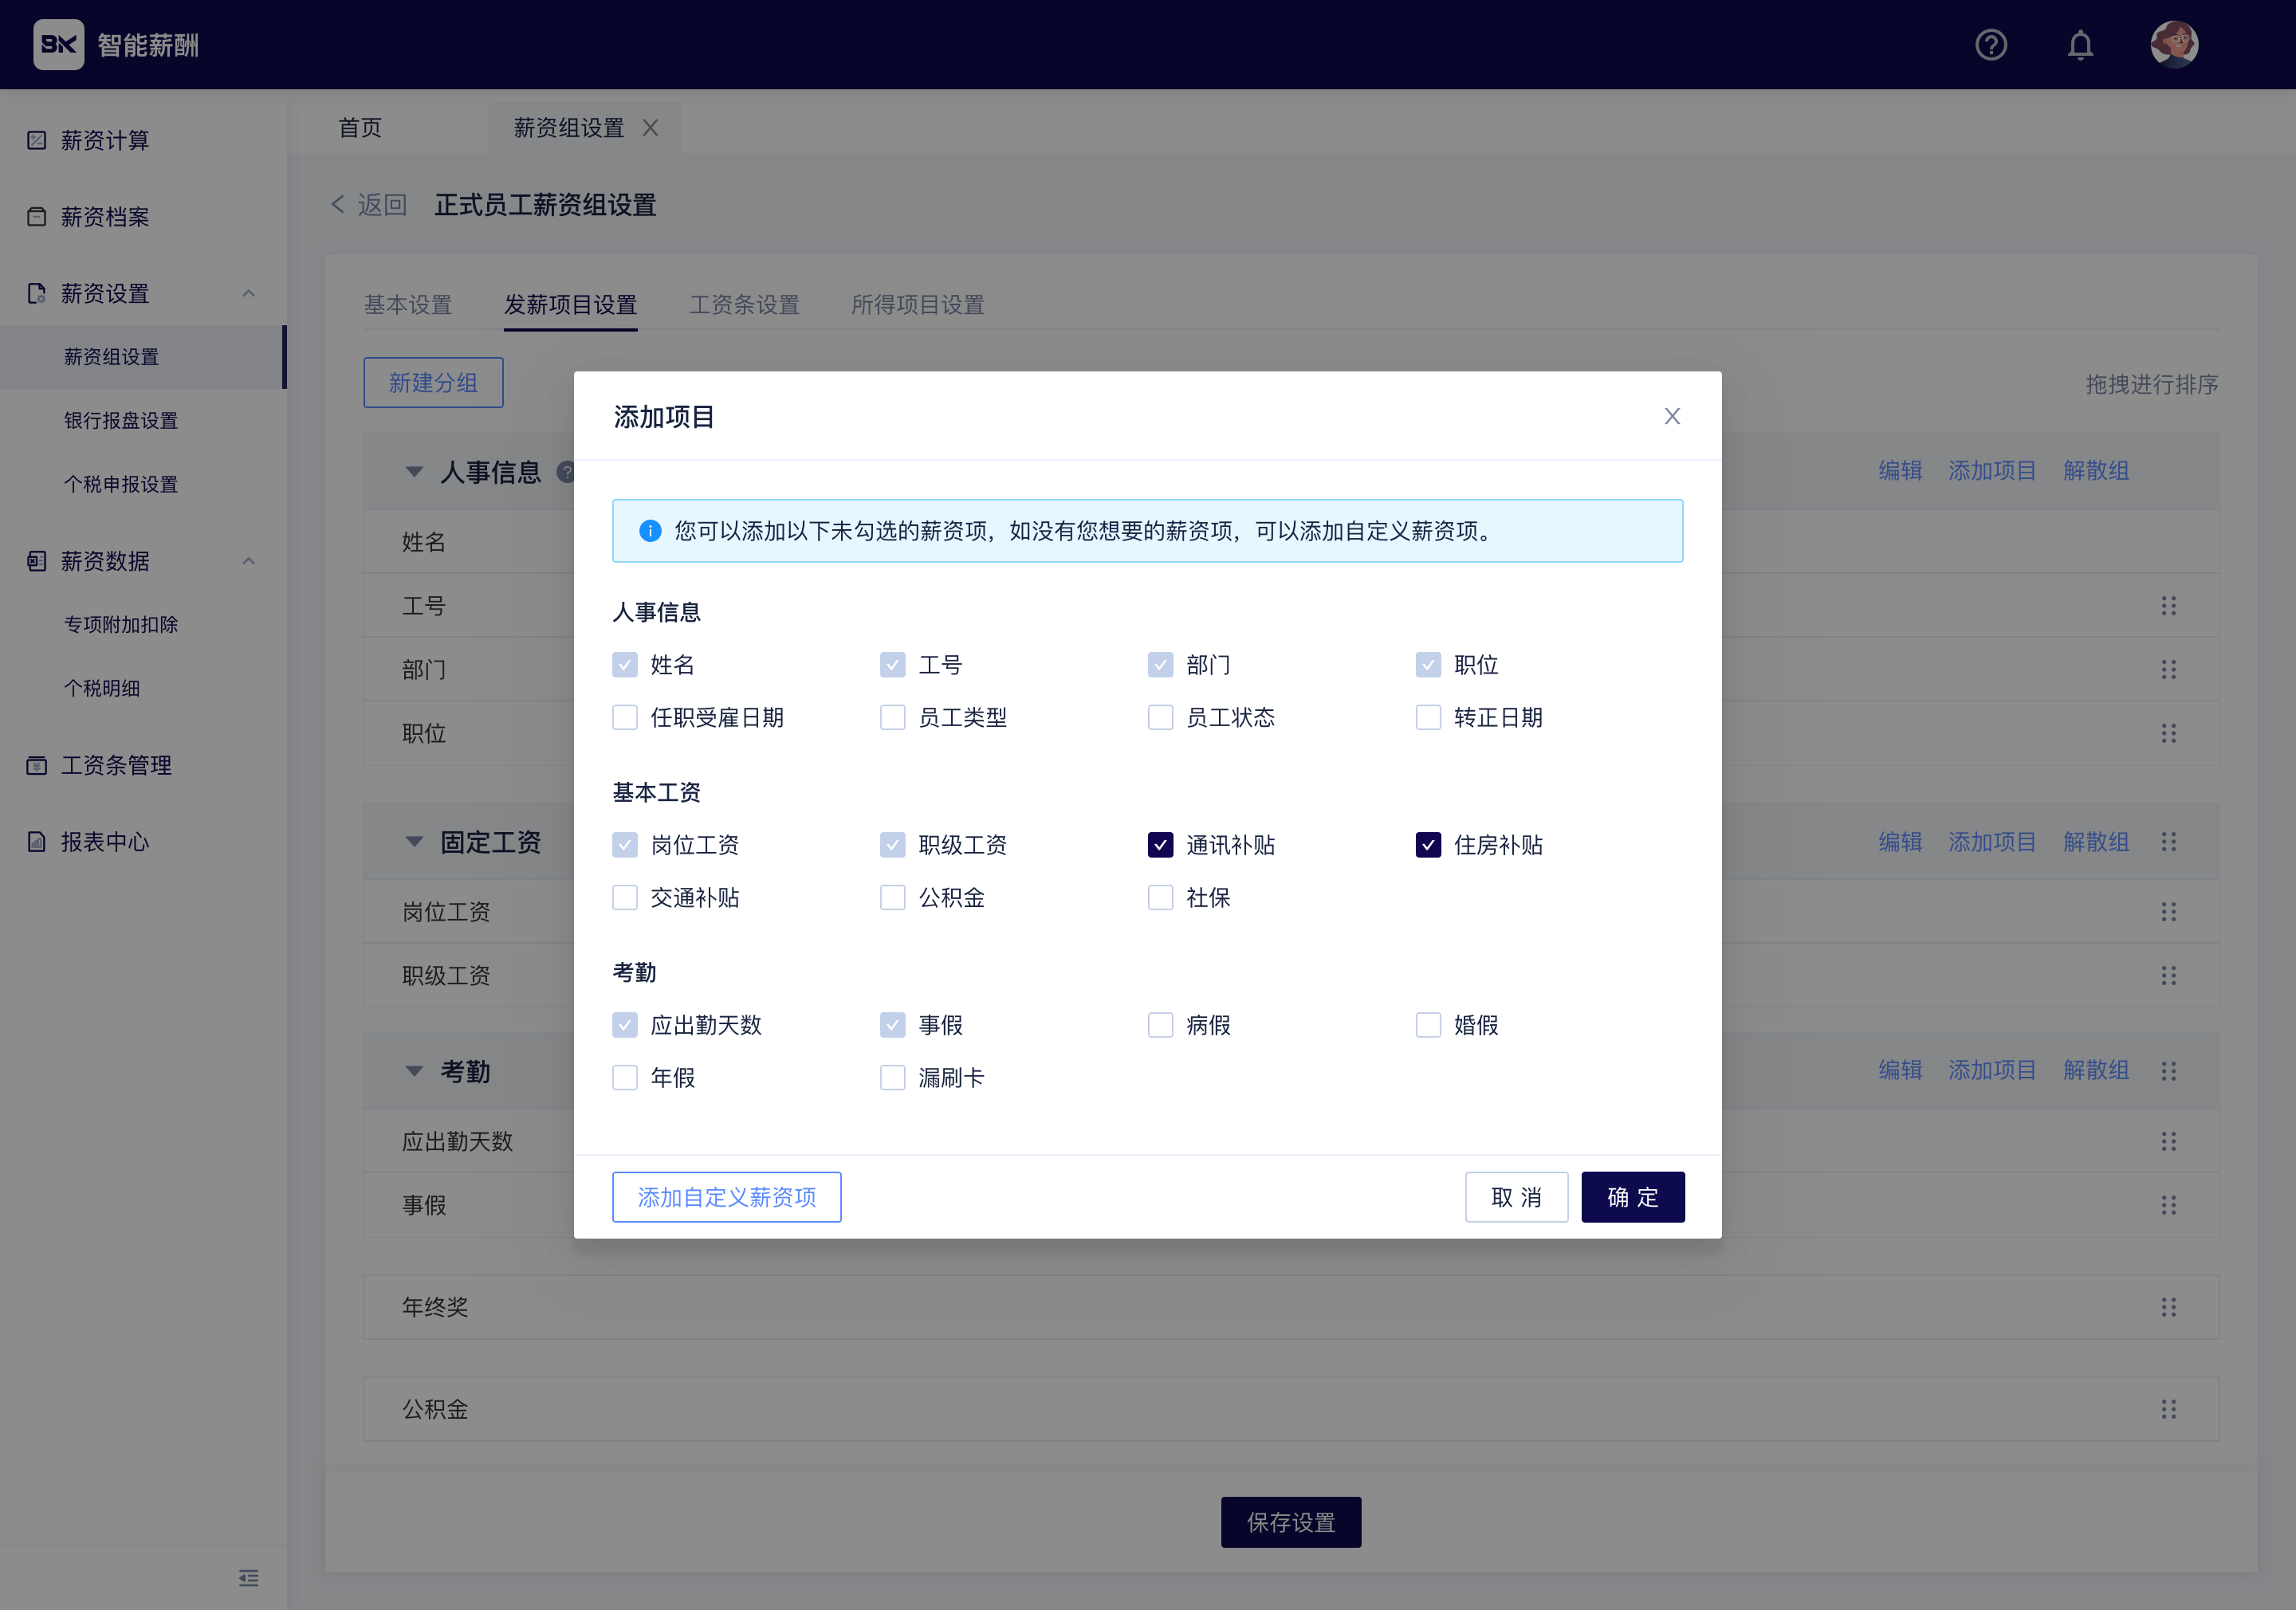 BK 智能薪酬
薪资计算
薪资档案
薪资设置
薪资组设置
银行报盘设置
个税申报设置
薪资数据
专项附加扣除
个税明细
工资条管理
报表中心
首页 薪资组设置
返回 正式员工薪资组设置
基本设置 发薪项目设置 工资条设置 所得项目设置
新建分组 拖拽进行排序
人事信息 编辑 添加项目 解散组
姓名
工号
部门
职位
固定工资 编辑 添加项目 解散组
岗位工资
职级工资
考勤 编辑 添加项目 解散组
应出勤天数
事假
年终奖
公积金
保存设置
添加项目
您可以添加以下未勾选的薪资项，如没有您想要的薪资项，可以添加自定义薪资项。
人事信息
姓名 工号 部门 职位
任职受雇日期 员工类型 员工状态 转正日期
基本工资
岗位工资 职级工资 通讯补贴 住房补贴
交通补贴 公积金 社保
考勤
应出勤天数 事假 病假 婚假
年假 漏刷卡
添加自定义薪资项 取 消 确 定